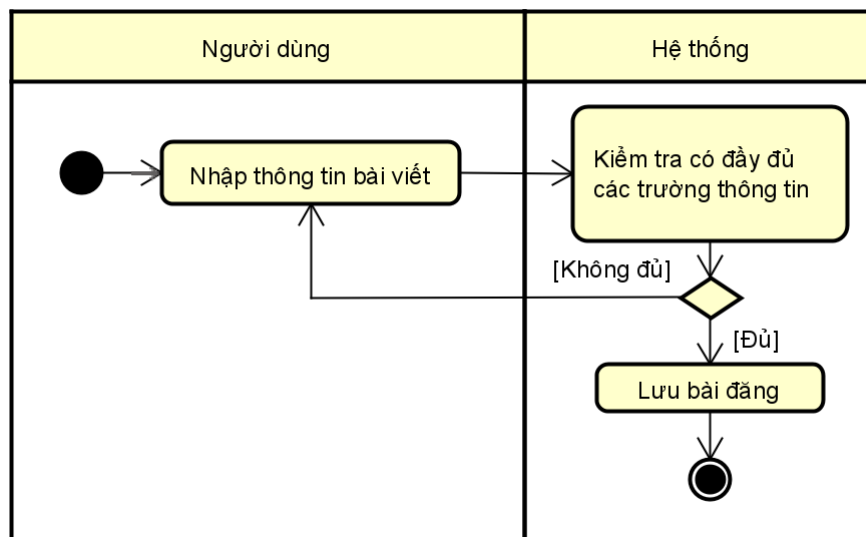 Người dùng
Hệ thống
Nhập thông tin bài viết
Kiểm tra có đầy đủ
các trường thông tin
[Không đủ]
[Đủ]
Lưu bài đăng